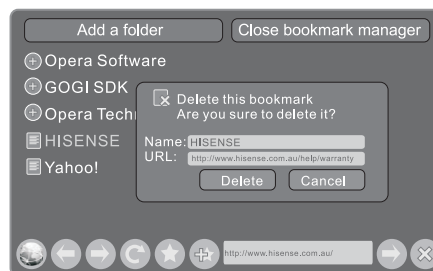 Add a folder
Close bookmark manager
Opera Software
GOGI SDK
Opera Techn
HISENSE
Yahoo!
Delete this bookmark
Are you sure to delete it?
Name: HISENSE
URL: http://www.hisense.com.au/help/warranty
Delete
Cancel
http://www.hisense.com.au/